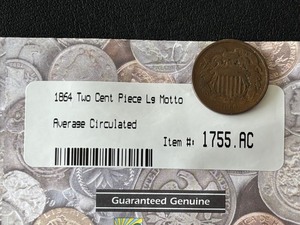 1864 Two Cent Piece Lg Motto
Average Circulated
Item #: 1755.AC
Guaranteed Genuine